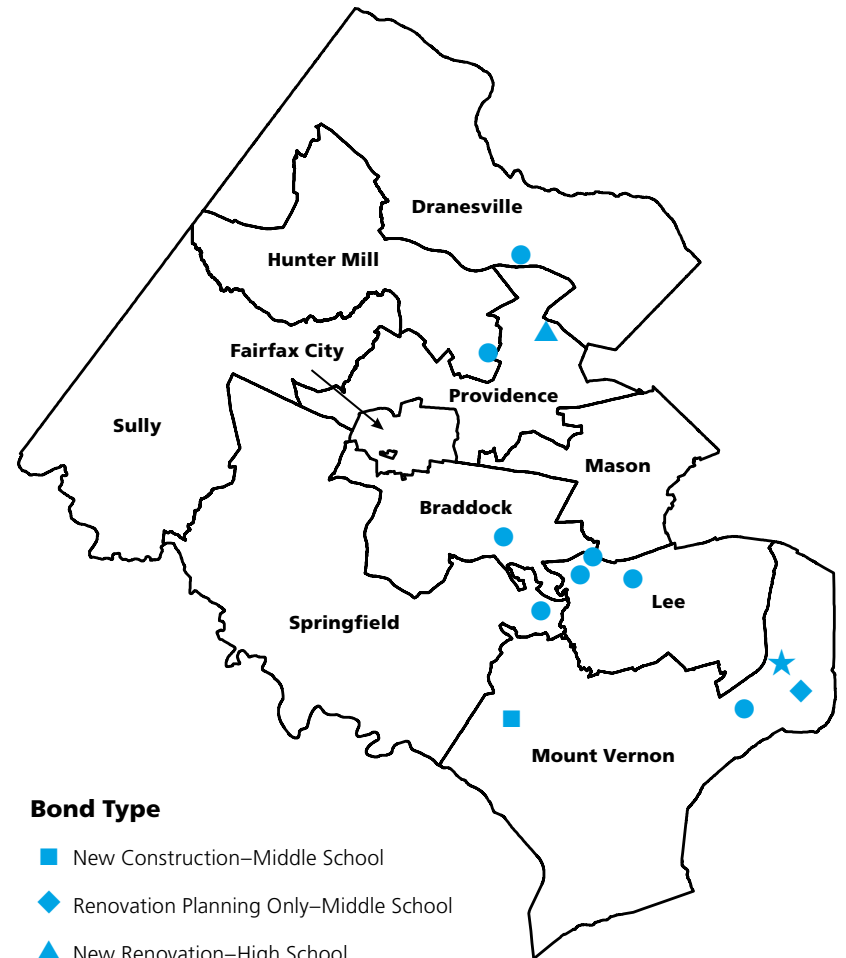 Dranesville
Hunter Mill
Fairfax City
Providence
Sully
Mason
Braddock
Lee
Springfield
Mount Vernon
Bond Type
New Construction–Middle School
Renovation Planning Only–Middle School
New Renovation–High School